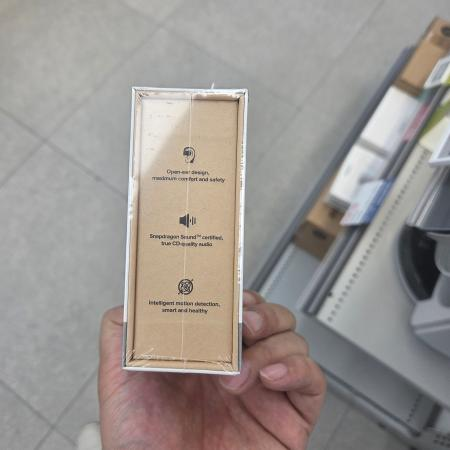 Open-ear design,
maximum comfort and safety
Snapdragon Sound™ certified,
true CD-quality audio
Intelligent motion detection,
smart and healthy